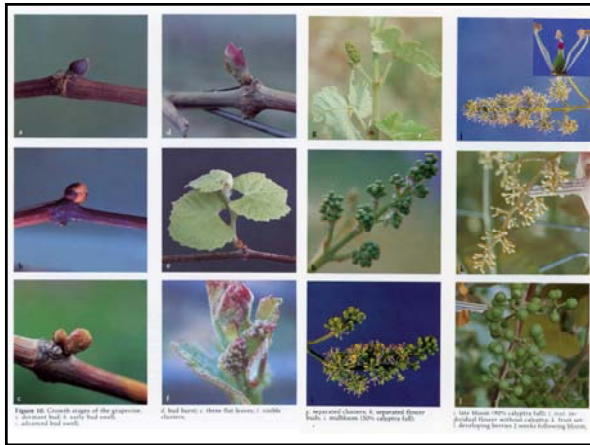 a
d
g
j
b
e
h
k
c
f
i
l
Figure 10. Growth stages of the grapevine.
a. dormant bud; b. early bud swell;
c. advanced bud swell;
d. bud burst; e. three flat leaves; f. visible
clusters;
g. separated clusters; h. separated flower
buds; i. midbloom (50% calyptra fall)
late bloom (90% calyptra fall) in-
dividual flower without calyptra; k. fruit set;
developing berries 2 weeks following bloom.